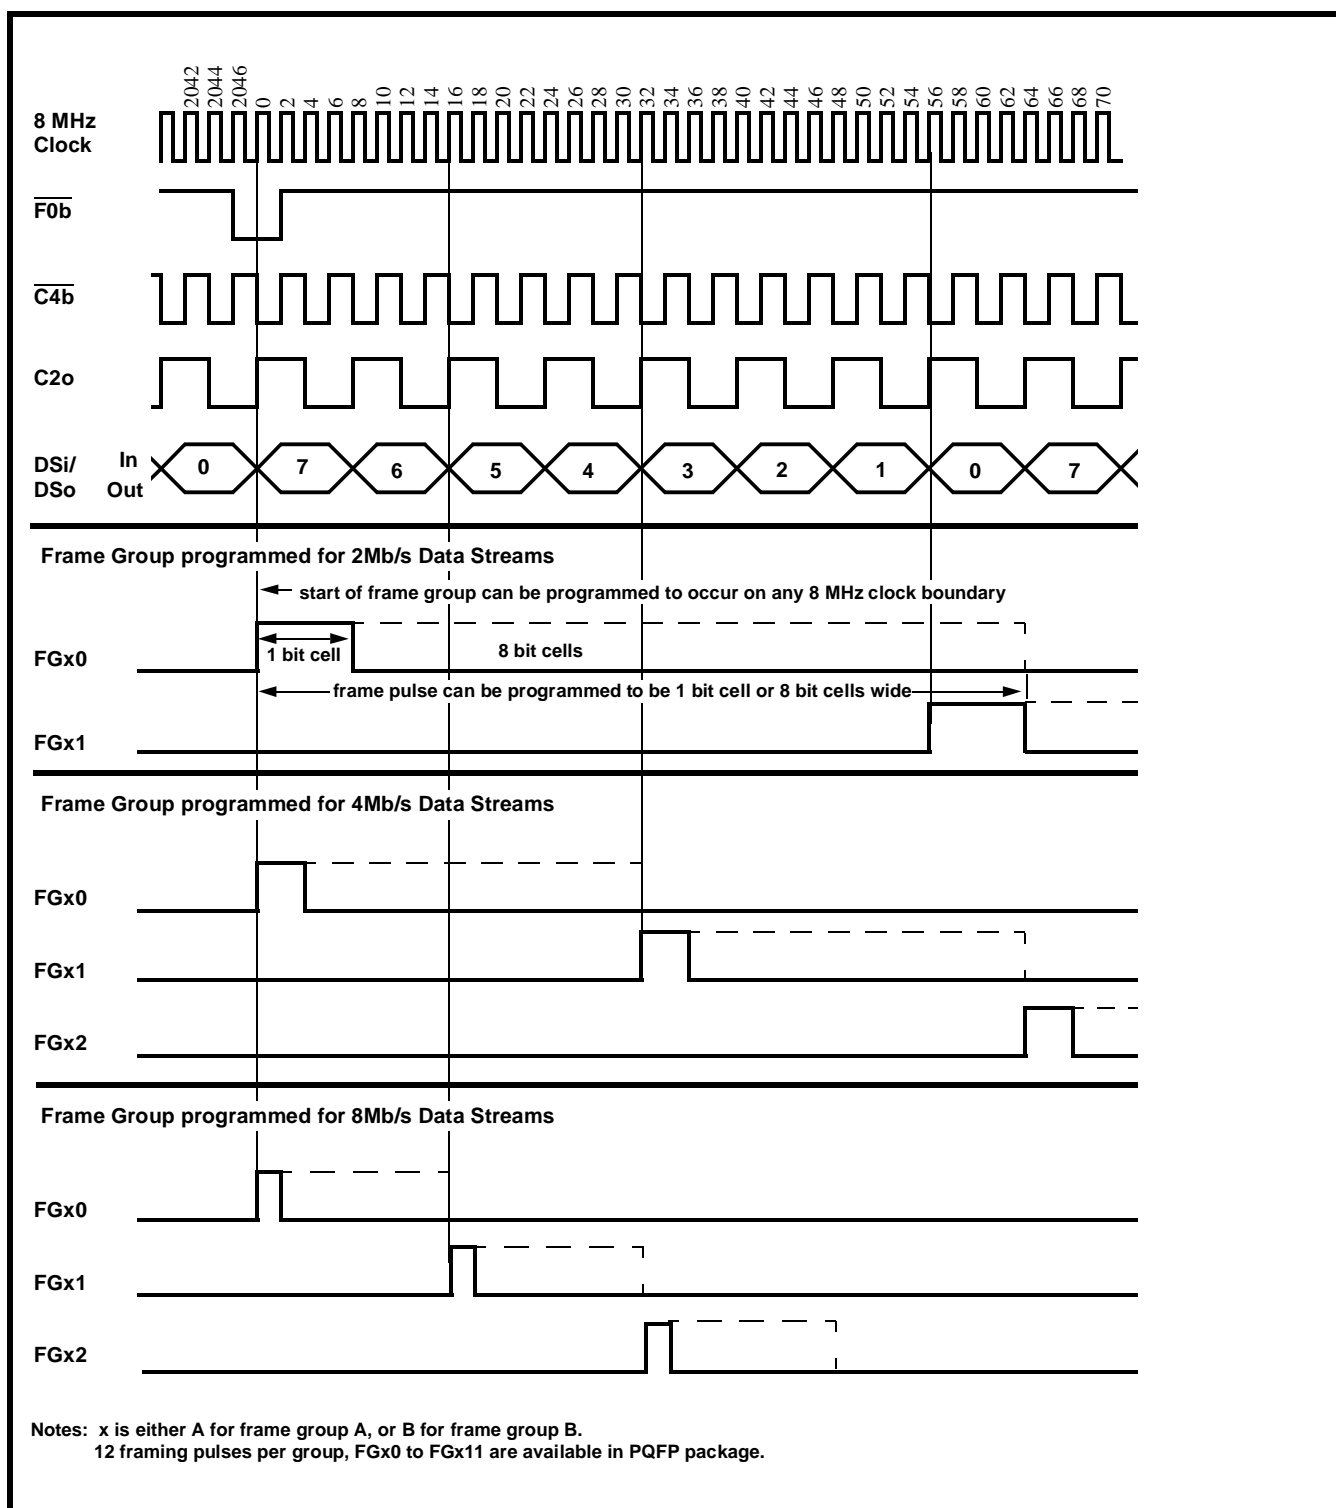 2042 2044 2046 0 2 4 6 8 10 12 14 16 18 20 22 24 26 28 30 32 34 36 38 40 42 44 46 48 50 52 54 56 58 60 62 64 66 68 70
8 MHz
Clock
F0b
C4b
C2o
DSi/ In
DSo Out
0 7 6 5 4 3 2 1 0 7
Frame Group programmed for 2Mb/s Data Streams
start of frame group can be programmed to occur on any 8 MHz clock boundary
FGx0
1 bit cell
8 bit cells
frame pulse can be programmed to be 1 bit cell or 8 bit cells wide
FGx1
Frame Group programmed for 4Mb/s Data Streams
FGx0
FGx1
FGx2
Frame Group programmed for 8Mb/s Data Streams
FGx0
FGx1
FGx2
Notes: x is either A for frame group A, or B for frame group B.
12 framing pulses per group, FGx0 to FGx11 are available in PQFP package.